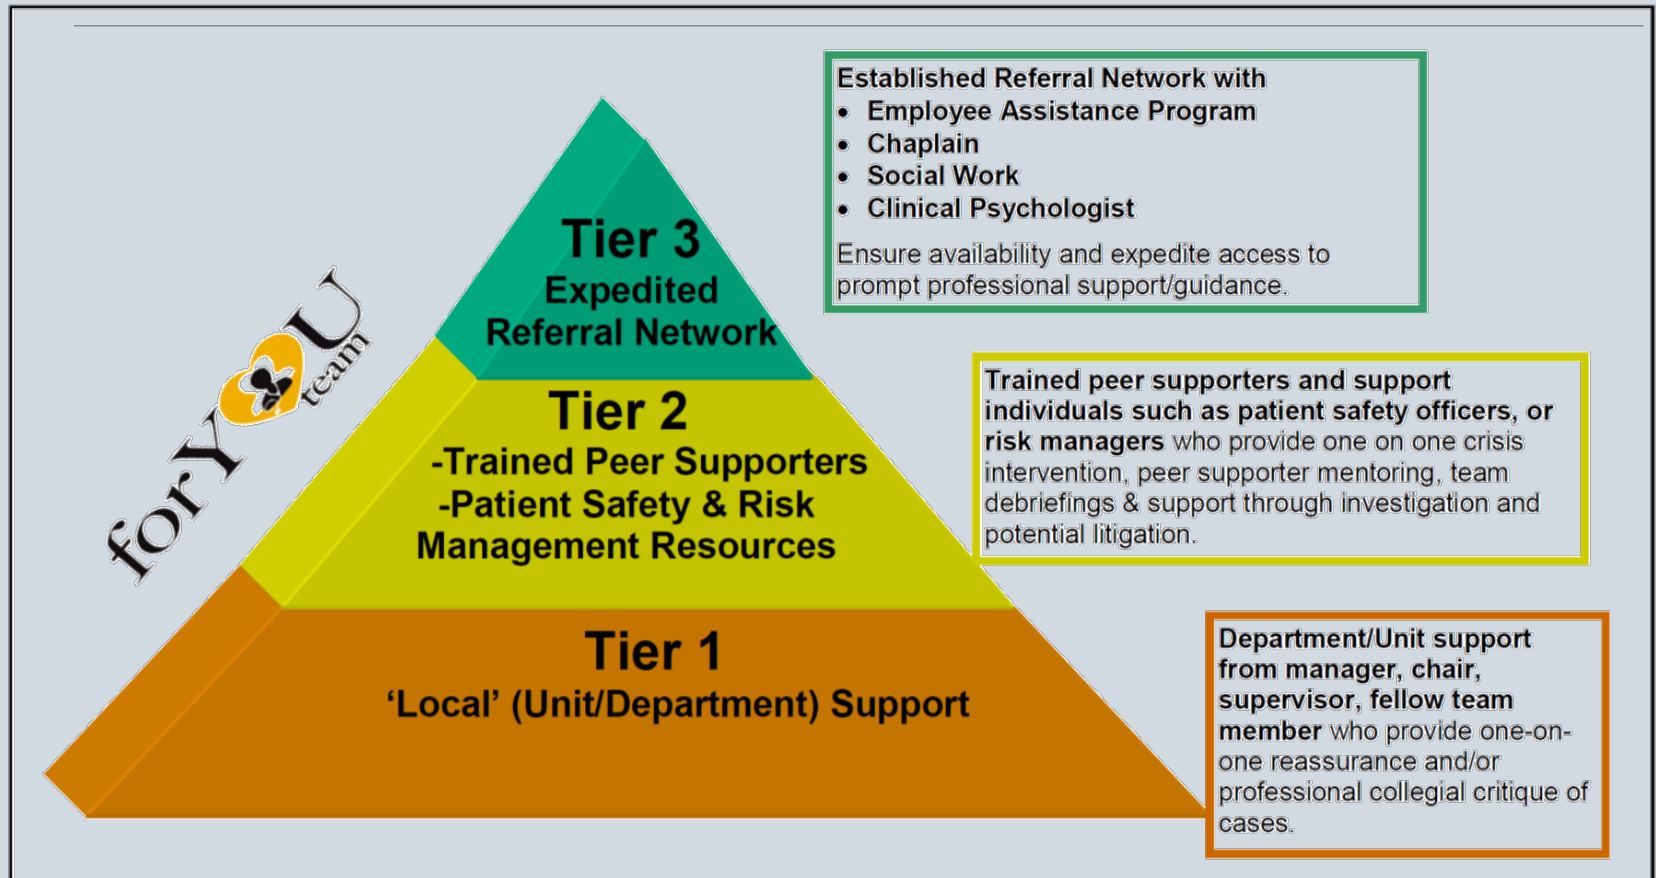 forYOU
team
Tier 3
Expedited
Referral Network
Tier 2
-Trained Peer Supporters
-Patient Safety & Risk
Management Resources
Tier 1
‘Local’ (Unit/Department) Support
Established Referral Network with
• Employee Assistance Program
• Chaplain
• Social Work
• Clinical Psychologist
Ensure availability and expedite access to
prompt professional support/guidance.
Trained peer supporters and support
individuals such as patient safety officers, or
risk managers who provide one on one crisis
intervention, peer supporter mentoring, team
debriefings & support through investigation and
potential litigation.
Department/Unit support
from manager, chair,
supervisor, fellow team
member who provide one-on-
one reassurance and/or
professional collegial critique of
cases.